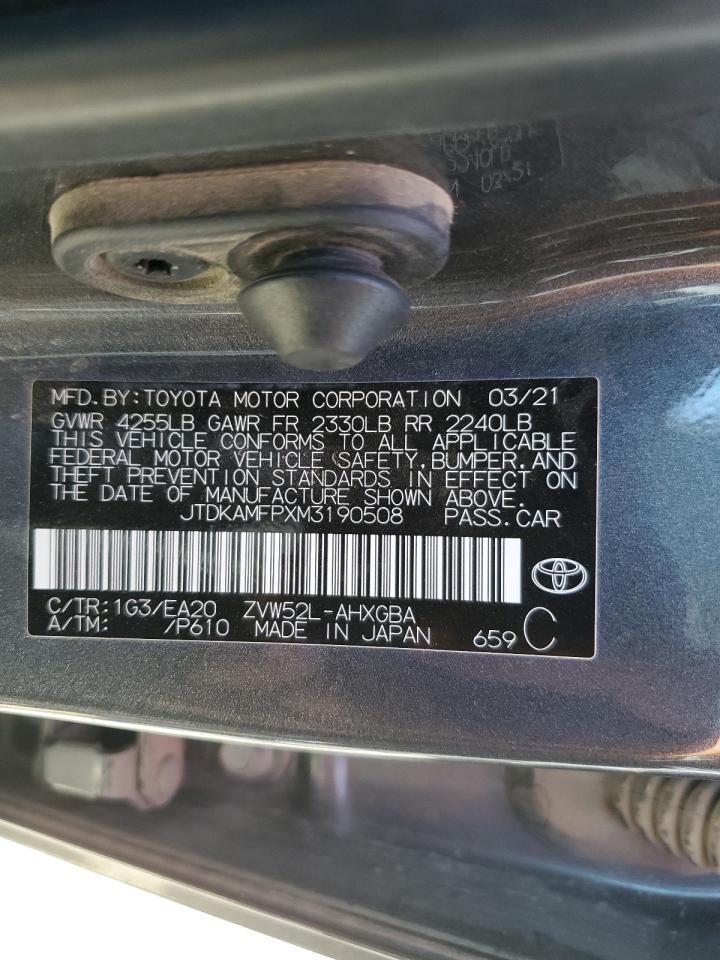 MFD.BY:TOYOTA MOTOR CORPORATION 03/21
GVWR 4255LB GAWR FR 2330LB RR 2240LB
THIS VEHICLE CONFORMS TO ALL APPLICABLE
FEDERAL MOTOR VEHICLE SAFETY,BUMPER,AND
THEFT PREVENTION STANDARDS IN EFFECT ON
THE DATE OF MANUFACTURE SHOWN ABOVE.
JTDKAMFPXM3190508 PASS.CAR
C/TR:1G3/EA20 ZVW52L-AHXGBA
A/TM: /P610 MADE IN JAPAN 659 C